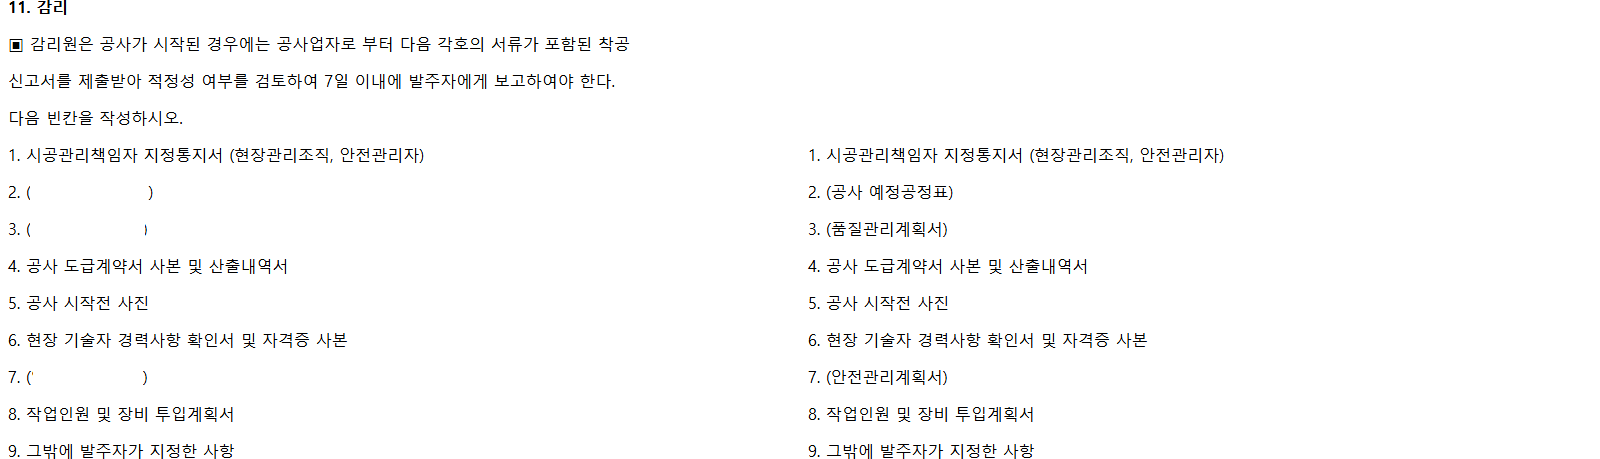 11. 감리
▣ 감리원은 공사가 시작된 경우에는 공사업자로 부터 다음 각호의 서류가 포함된 착공
신고서를 제출받아 적정성 여부를 검토하여 7일 이내에 발주자에게 보고하여야 한다.
다음 빈칸을 작성하시오.
1. 시공관리책임자 지정통지서 (현장관리조직, 안전관리자)
2. ( )
3. ( )
4. 공사 도급계약서 사본 및 산출내역서
5. 공사 시작전 사진
6. 현장 기술자 경력사항 확인서 및 자격증 사본
7. ( )
8. 작업인원 및 장비 투입계획서
9. 그밖에 발주자가 지정한 사항
1. 시공관리책임자 지정통지서 (현장관리조직, 안전관리자)
2. (공사 예정공정표)
3. (품질관리계획서)
4. 공사 도급계약서 사본 및 산출내역서
5. 공사 시작전 사진
6. 현장 기술자 경력사항 확인서 및 자격증 사본
7. (안전관리계획서)
8. 작업인원 및 장비 투입계획서
9. 그밖에 발주자가 지정한 사항